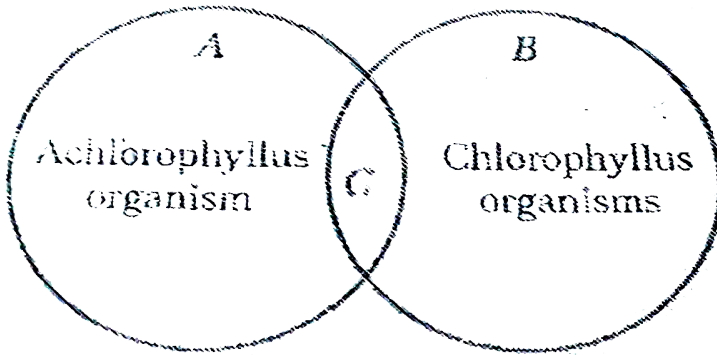 A
B
Achlorophyllus
organism
C
Chlorophyllus
organisms